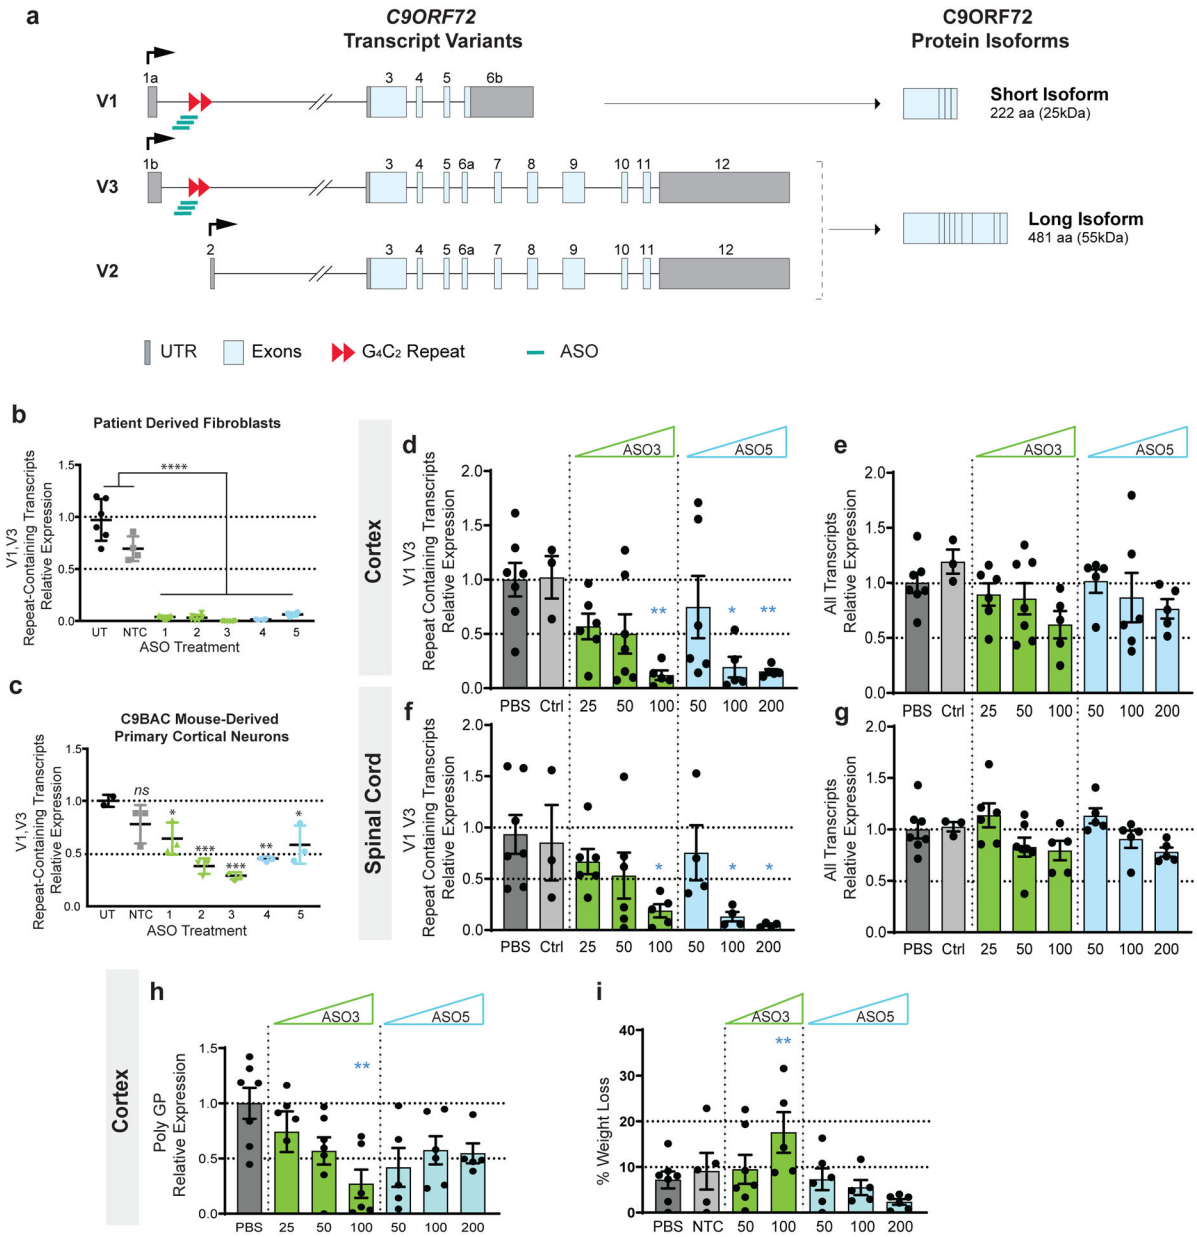 a
C9ORF72
Transcript Variants
C9ORF72
Protein Isoforms
1a
3
4
5
6b
V1
Short Isoform
222 aa (25kDa)
1b
3
4
5
6a
7
8
9
10
11
12
V3
Long Isoform
481 aa (55kDa)
2
3
4
5
6a
7
8
9
10
11
12
V2
UTR
Exons
G4C2 Repeat
ASO
b
Patient Derived Fibroblasts
V1,V3
Repeat-Containing Transcripts
Relative Expression
1.5
1.0
0.5
0.0
****
UT
NTC
1
2
3
4
5
ASO Treatment
c
C9BAC Mouse-Derived
Primary Cortical Neurons
V1,V3
Repeat-Containing Transcripts
Relative Expression
1.5
1.0
0.5
0.0
ns
*
***
***
**
*
UT
NTC
1
2
3
4
5
ASO Treatment
Cortex
d
ASO3
ASO5
V1 V3
Repeat Containing Transcripts
Relative Expression
2.0
1.5
1.0
0.5
0.0
**
*
**
PBS
Ctrl
25
50
100
50
100
200
e
ASO3
ASO5
All Transcripts
Relative Expression
2.0
1.5
1.0
0.5
0.0
PBS
Ctrl
25
50
100
50
100
200
Spinal Cord
f
V1 V3
Repeat Containing Transcripts
Relative Expression
2.0
1.5
1.0
0.5
0.0
*
*
*
PBS
Ctrl
25
50
100
50
100
200
g
All Transcripts
Relative Expression
2.0
1.5
1.0
0.5
0.0
PBS
Ctrl
25
50
100
50
100
200
Cortex
h
ASO3
ASO5
Poly GP
Relative Expression
1.5
1.0
0.5
0.0
**
PBS
25
50
100
50
100
200
i
ASO3
ASO5
% Weight Loss
40
30
20
10
0
**
PBS
NTC
50
100
50
100
200